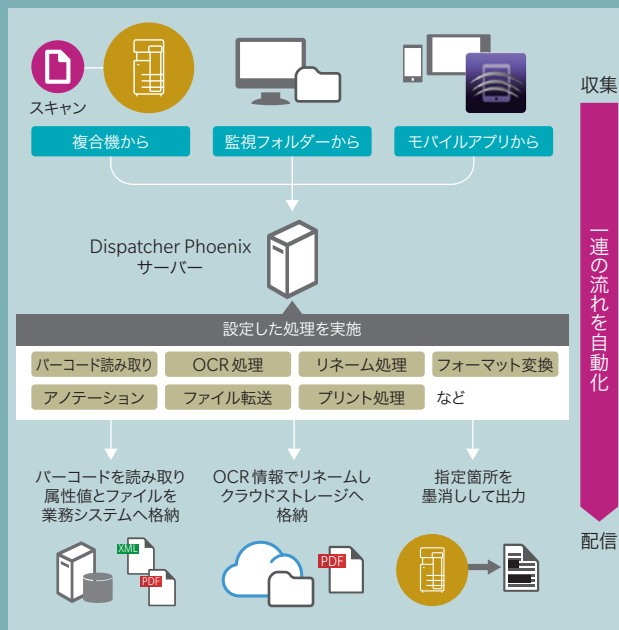 スキャン
複合機から
監視フォルダーから
モバイルアプリから
収集
Dispatcher Phoenix
サーバー
一連の流れを自動化
設定した処理を実施
バーコード読み取り
OCR処理
リネーム処理
フォーマット変換
アノテーション
ファイル転送
プリント処理
など
バーコードを読み取り
属性値とファイルを
業務システムへ格納
OCR情報でリネームし
クラウドストレージへ
格納
指定箇所を
墨消しして出力
配信
XML
PDF
PDF